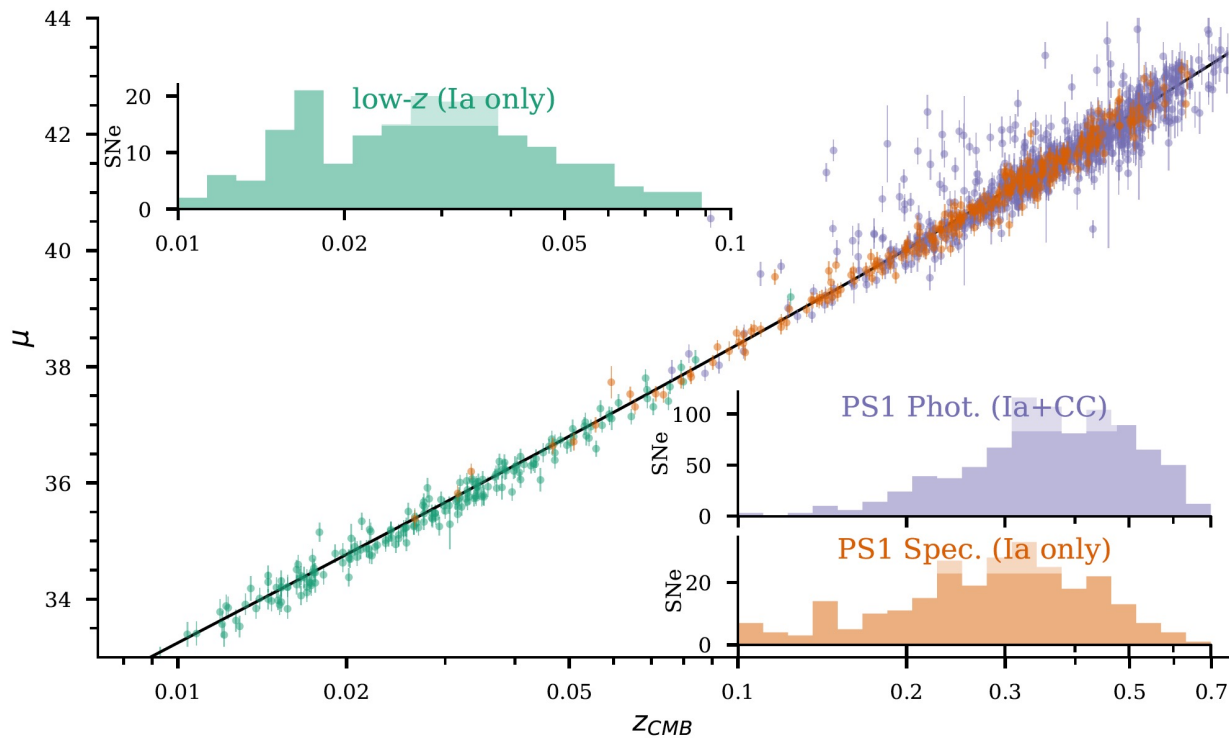 44
42
40
38
36
34
μ
20
10
0
SNe
low-z (Ia only)
0.01 0.02 0.05 0.1
100
50
0
SNe
PS1 Phot. (Ia+CC)
20
0
SNe
PS1 Spec. (Ia only)
0.01 0.02 0.05 0.1 0.2 0.3 0.5 0.7
zCMB